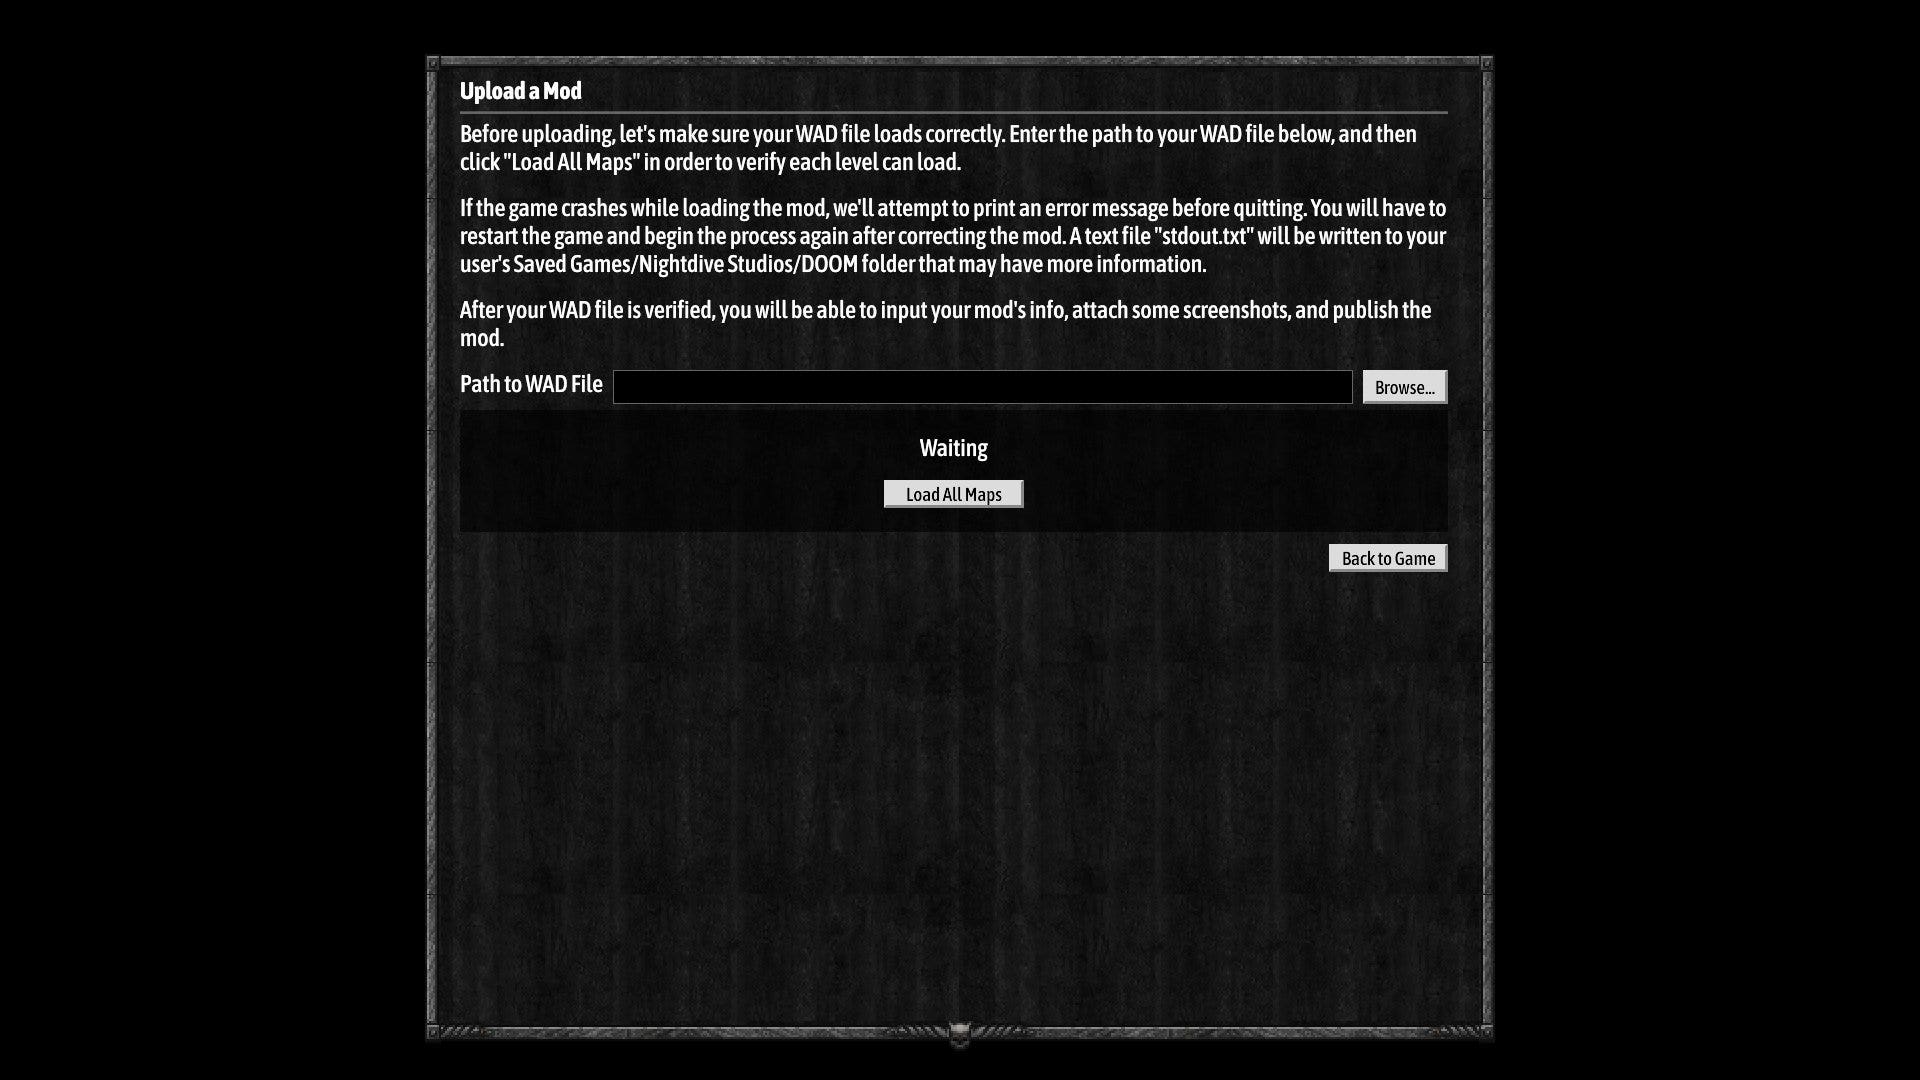 Upload a Mod
Before uploading, let's make sure your WAD file loads correctly. Enter the path to your WAD file below, and then
click "Load All Maps" in order to verify each level can load.
If the game crashes while loading the mod, we'll attempt to print an error message before quitting. You will have to
restart the game and begin the process again after correcting the mod. A text file "stdout.txt" will be written to your
user's Saved Games/Nightdive Studios/DOOM folder that may have more information.
After your WAD file is verified, you will be able to input your mod's info, attach some screenshots, and publish the
mod.
Path to WAD File
Browse...
Waiting
Load All Maps
Back to Game